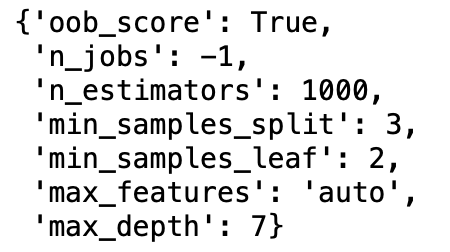 {'oob_score': True,
'n_jobs': -1,
'n_estimators': 1000,
'min_samples_split': 3,
'min_samples_leaf': 2,
'max_features': 'auto',
'max_depth': 7}